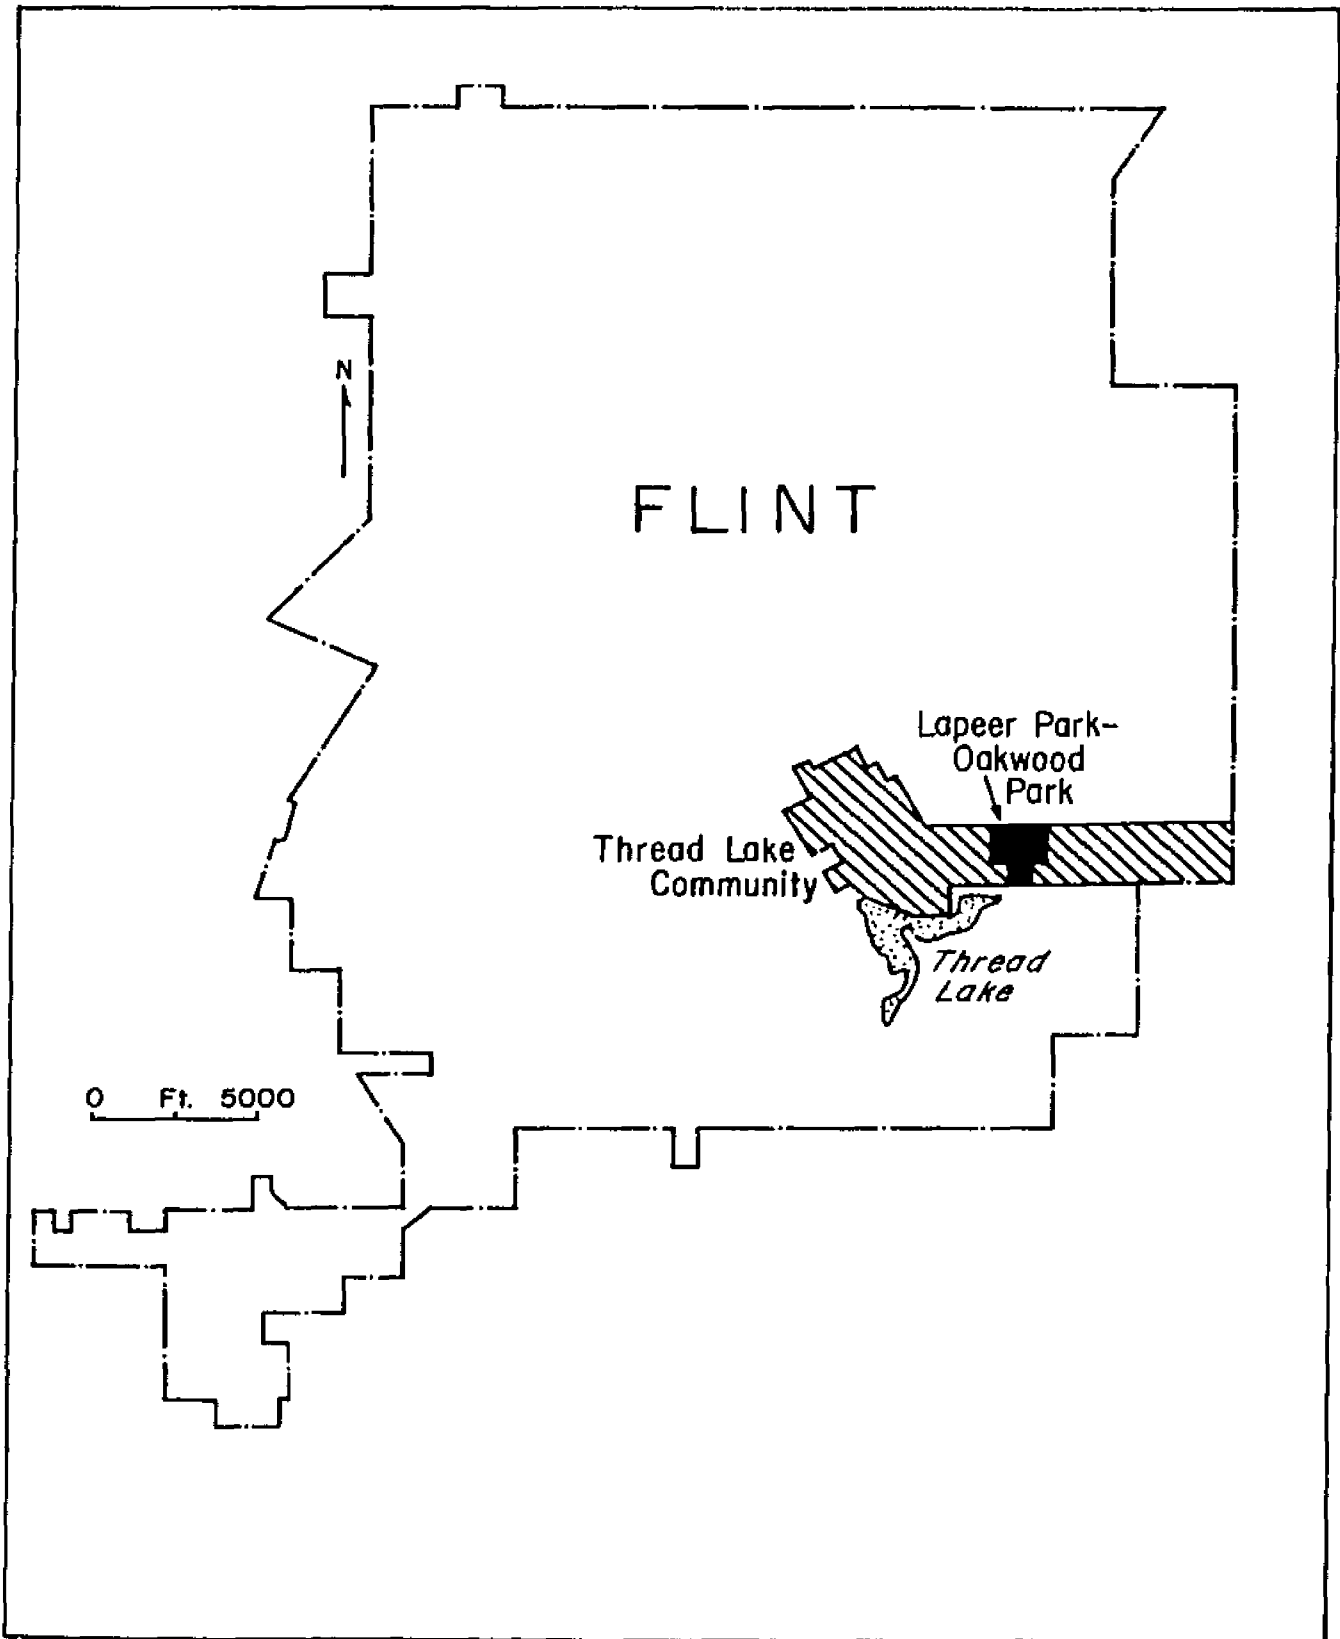 N
FLINT
Lapeer Park-
Oakwood
Park
Thread Lake
Community
Thread
Lake
0 Ft. 5000